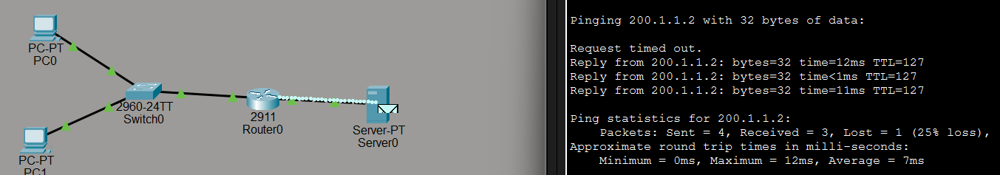 PC-PT
PC0
2960-24TT
Switch0
2911
Router0
Server-PT
Server0
PC-PT
PC1
Pinging 200.1.1.2 with 32 bytes of data:
Request timed out.
Reply from 200.1.1.2: bytes=32 time=12ms TTL=127
Reply from 200.1.1.2: bytes=32 time<1ms TTL=127
Reply from 200.1.1.2: bytes=32 time=11ms TTL=127
Ping statistics for 200.1.1.2:
Packets: Sent = 4, Received = 3, Lost = 1 (25% loss),
Approximate round trip times in milli-seconds:
Minimum = 0ms, Maximum = 12ms, Average = 7ms